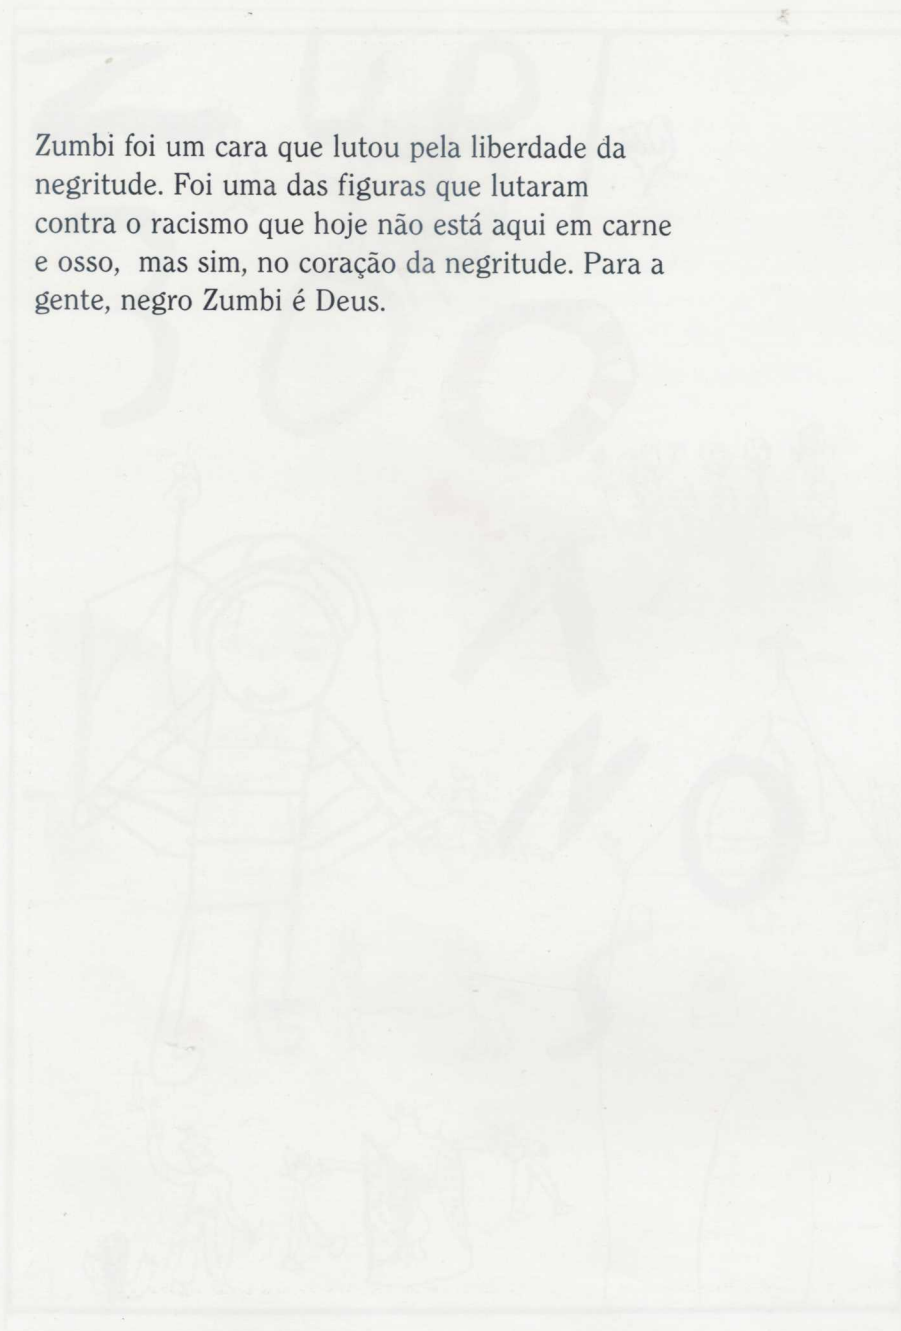 Zumbi foi um cara que lutou pela liberdade da
negritude. Foi uma das figuras que lutaram
contra o racismo que hoje não está aqui em carne
e osso, mas sim, no coração da negritude. Para a
gente, negro Zumbi é Deus.